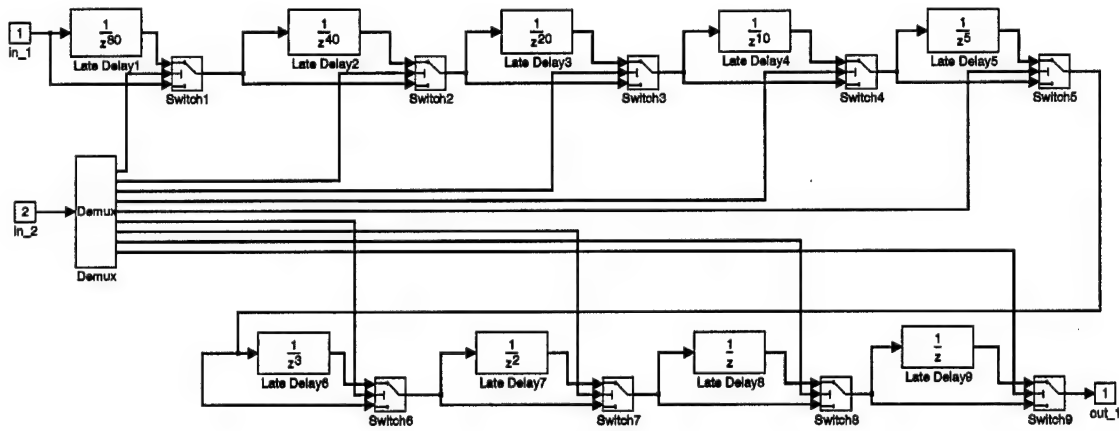 1
in_1
1
z80
Late Delay1
Switch1
1
z40
Late Delay2
Switch2
1
z20
Late Delay3
Switch3
1
z10
Late Delay4
Switch4
1
z5
Late Delay5
Switch5
2
in_2
Demux
Demux
1
z3
Late Delay6
Switch6
1
z2
Late Delay7
Switch7
1
z
Late Delay8
Switch8
1
z
Late Delay9
Switch9
1
out_1